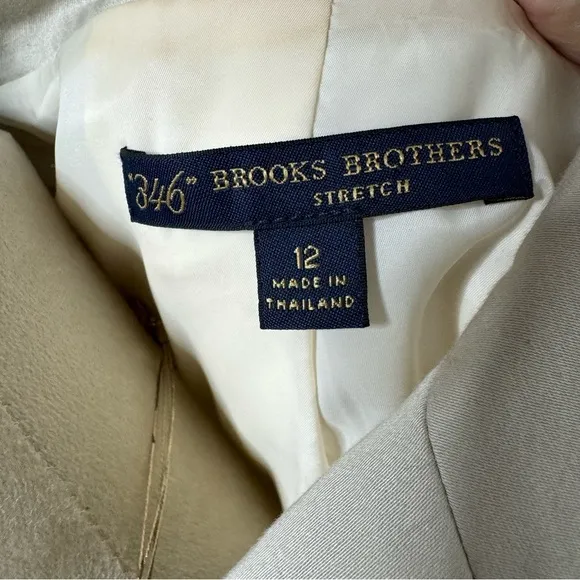 "346" BROOKS BROTHERS
STRETCH
12
MADE IN
THAILAND